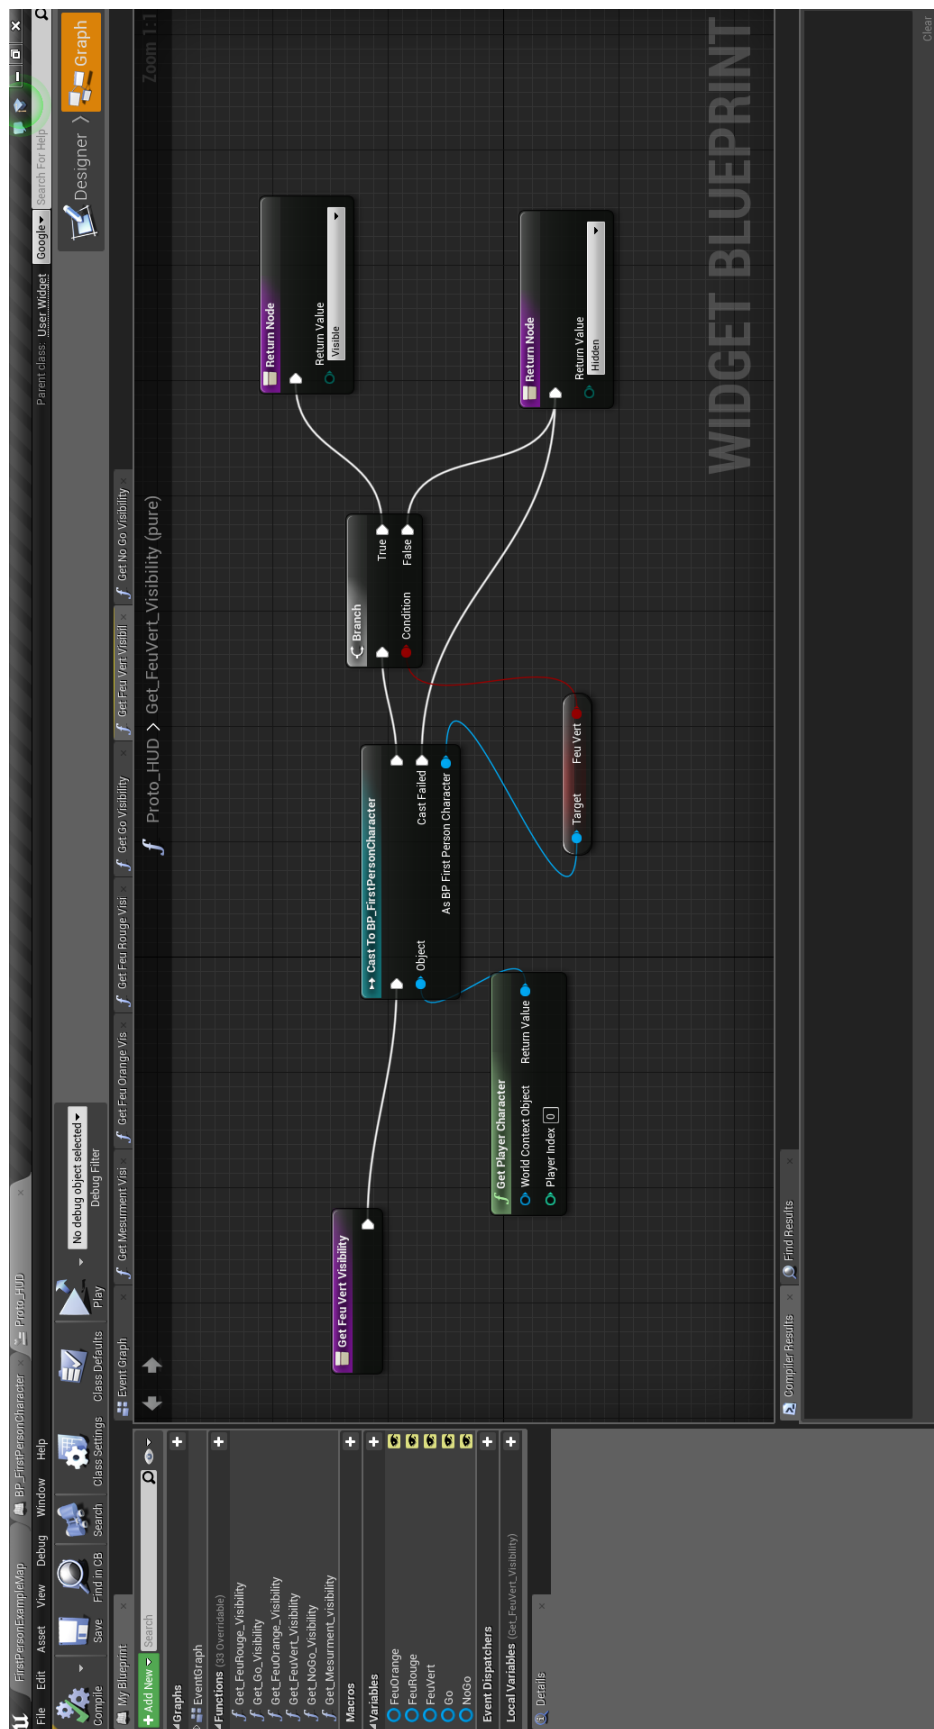 FirstPersonExampleMap
BP_FirstPersonCharacter
Proto_HUD
File Edit Asset View Debug Window Help
Parent class: User Widget
Google
Search For Help
Compile
Save
Find in CB
Search
Class Settings
Class Defaults
Play
No debug object selected
Debug Filter
Designer
Graph
My Blueprint
+ Add New
Search
Graphs
EventGraph
Functions (33 Overridable)
Get_FeuRouge_Visibility
Get_Go_Visibility
Get_FeuOrange_Visibility
Get_FeuVert_Visibility
Get_NoGo_Visibility
Get_Mesurment_visibility
Macros
Variables
FeuOrange
FeuRouge
FeuVert
Go
NoGo
Event Dispatchers
Local Variables (Get_FeuVert_Visibility)
Details
Event Graph
Get Mesurment Visi
Get Feu Orange Vis
Get Feu Rouge Visi
Get Go Visibility
Get Feu Vert Visibil
Get No Go Visibility
Proto_HUD > Get_FeuVert_Visibility (pure)
Zoom 1:1
Get Feu Vert Visibility
Get Player Character
World Context Object
Return Value
Player Index 0
Cast To BP_FirstPersonCharacter
Object
Cast Failed
As BP First Person Character
Target
Feu Vert
Branch
True
Condition
False
Return Node
Return Value
Visible
Return Node
Return Value
Hidden
WIDGET BLUEPRINT
Compiler Results
Find Results
Clear